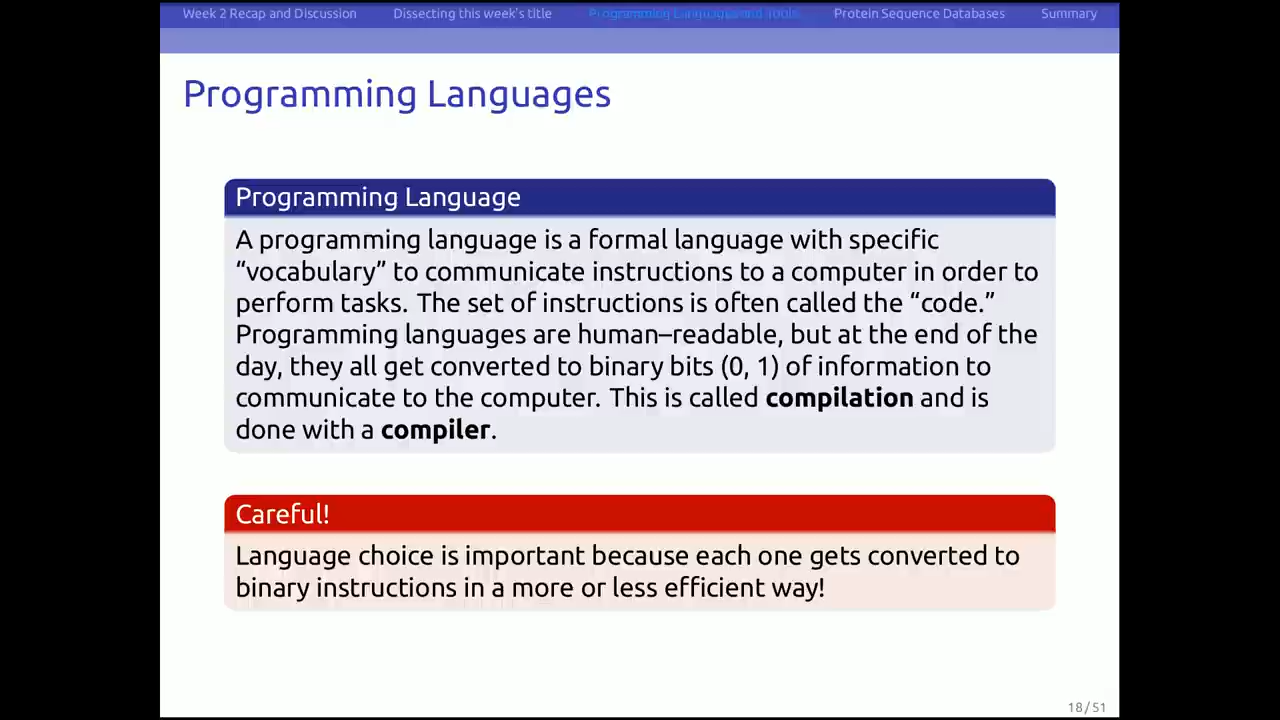 Week 2 Recap and Discussion Dissecting this week's title Programming Languages and Tools Protein Sequence Databases Summary
Programming Languages
Programming Language
A programming language is a formal language with specific
“vocabulary” to communicate instructions to a computer in order to
perform tasks. The set of instructions is often called the “code.”
Programming languages are human–readable, but at the end of the
day, they all get converted to binary bits (0, 1) of information to
communicate to the computer. This is called compilation and is
done with a compiler.
Careful!
Language choice is important because each one gets converted to
binary instructions in a more or less efficient way!
18/51